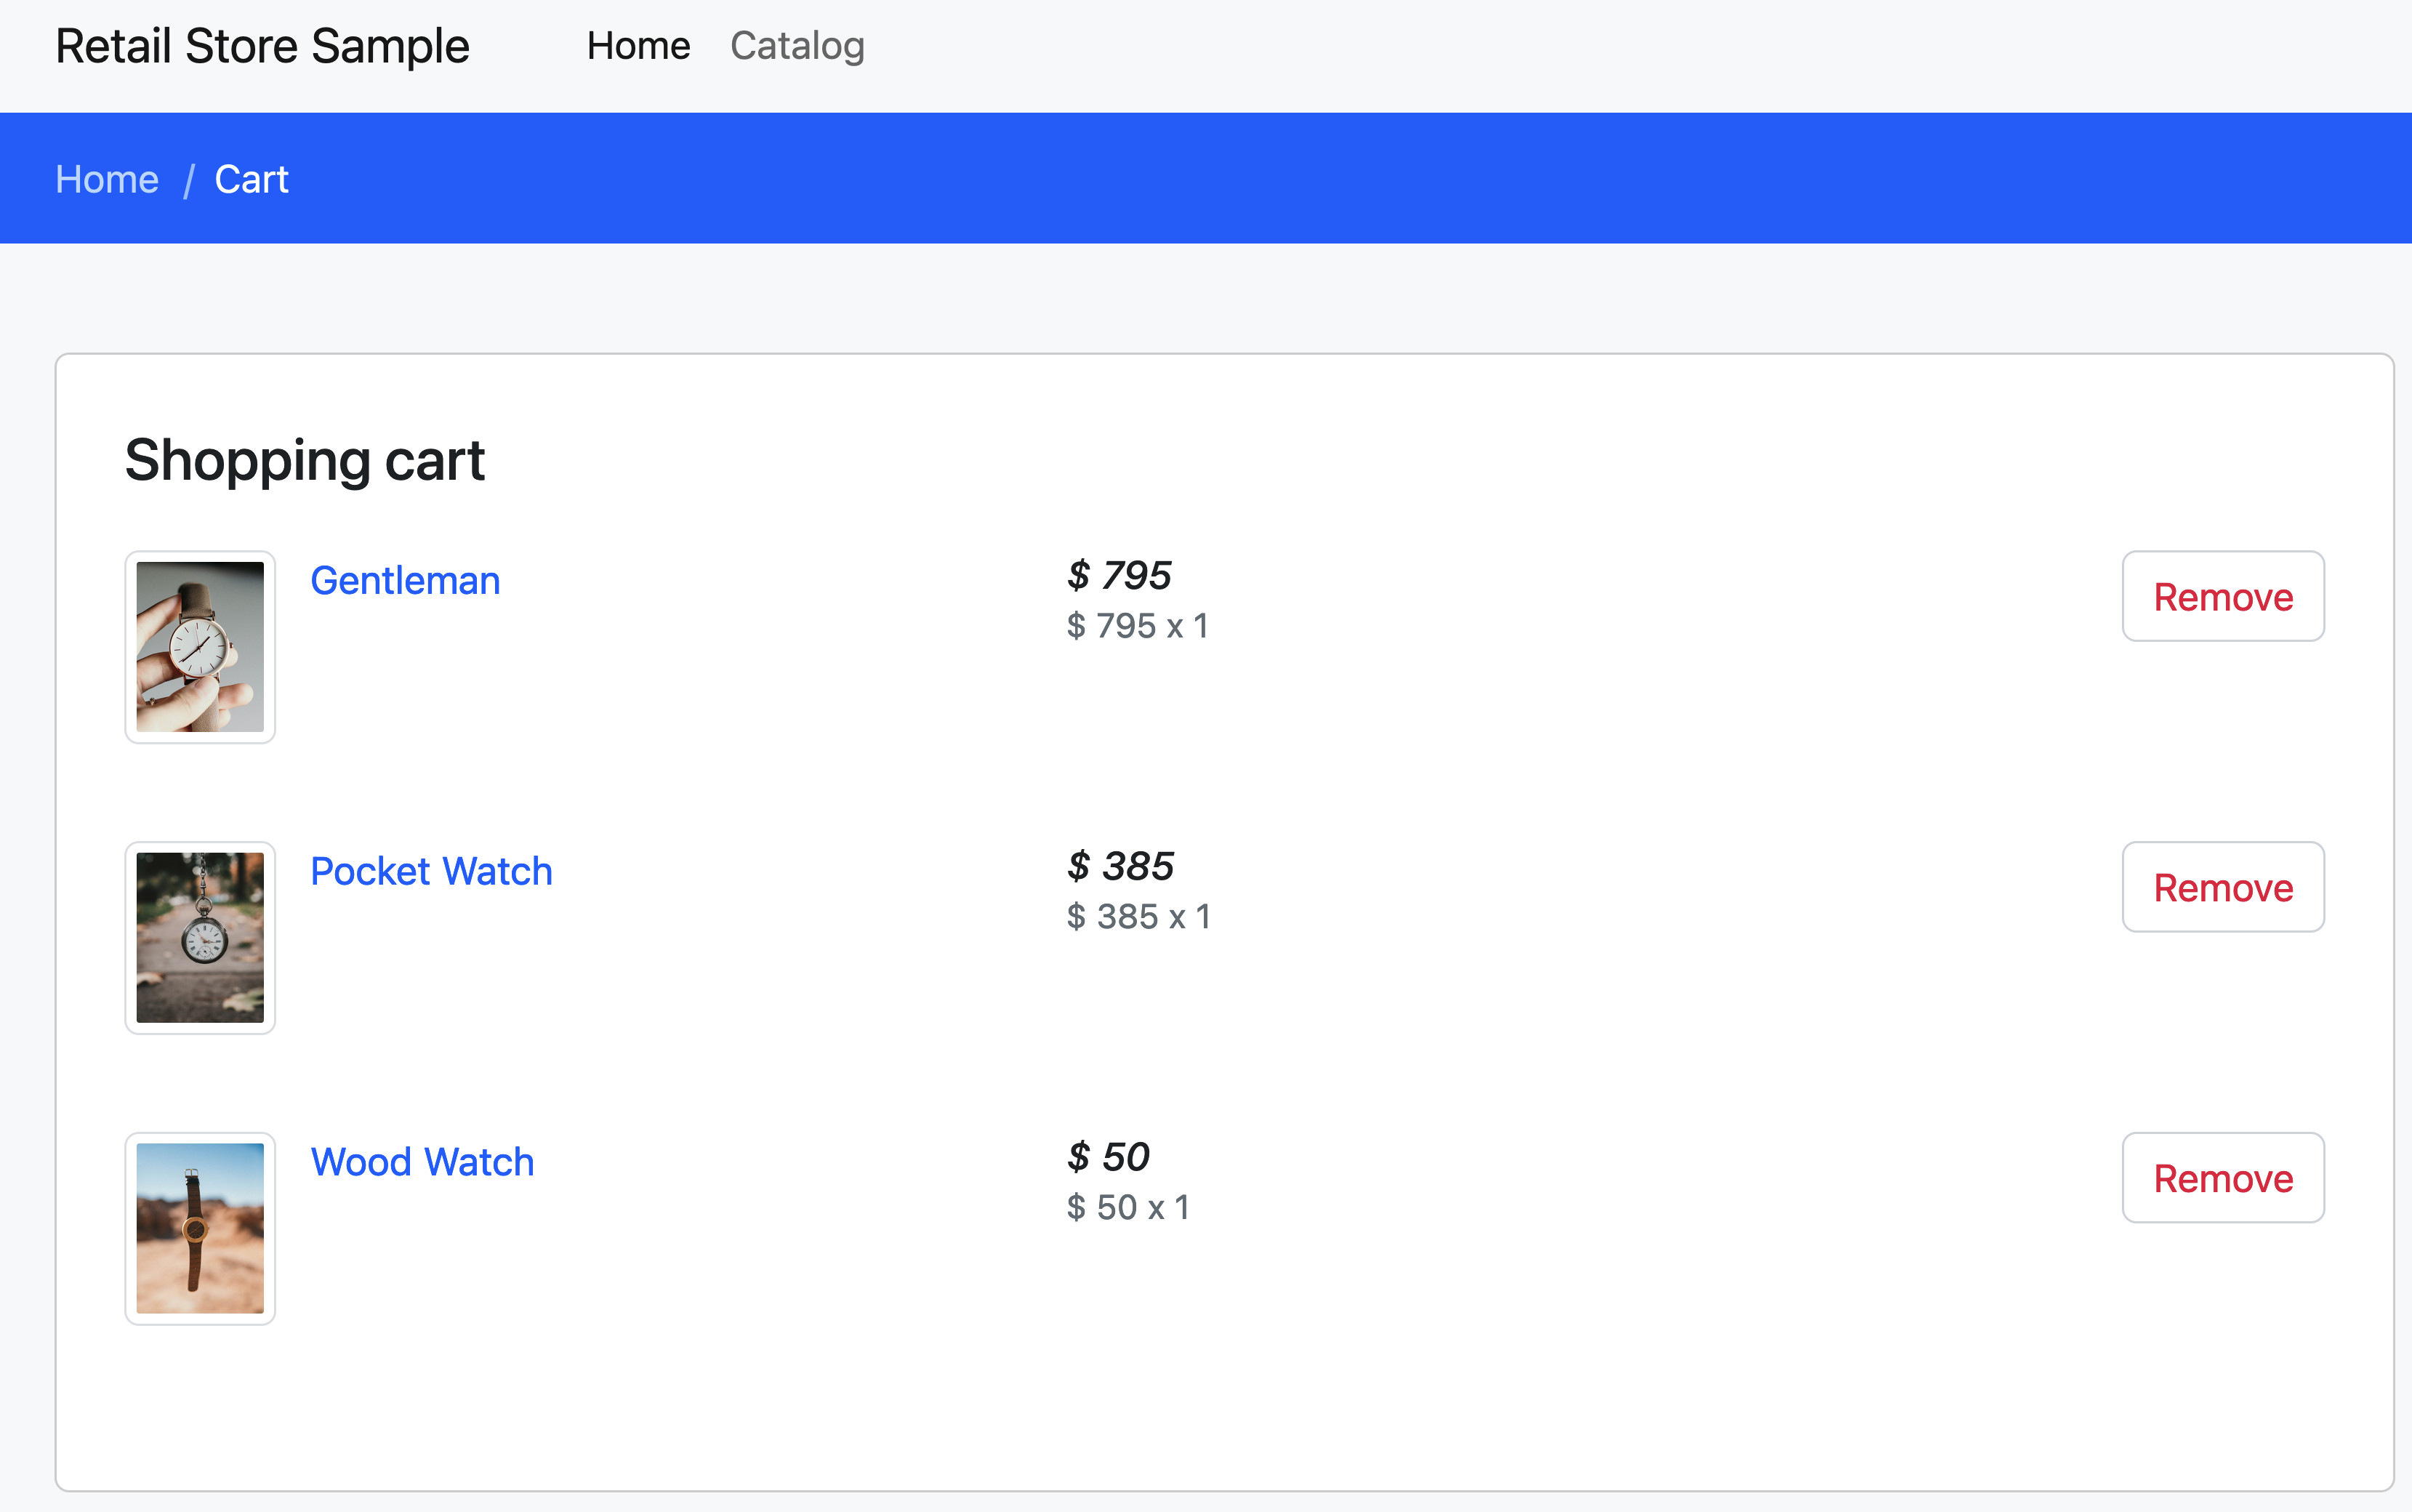 Retail Store Sample Home Catalog
Home / Cart
Shopping cart
Gentleman
$ 795
$ 795 x 1
Remove
Pocket Watch
$ 385
$ 385 x 1
Remove
Wood Watch
$ 50
$ 50 x 1
Remove